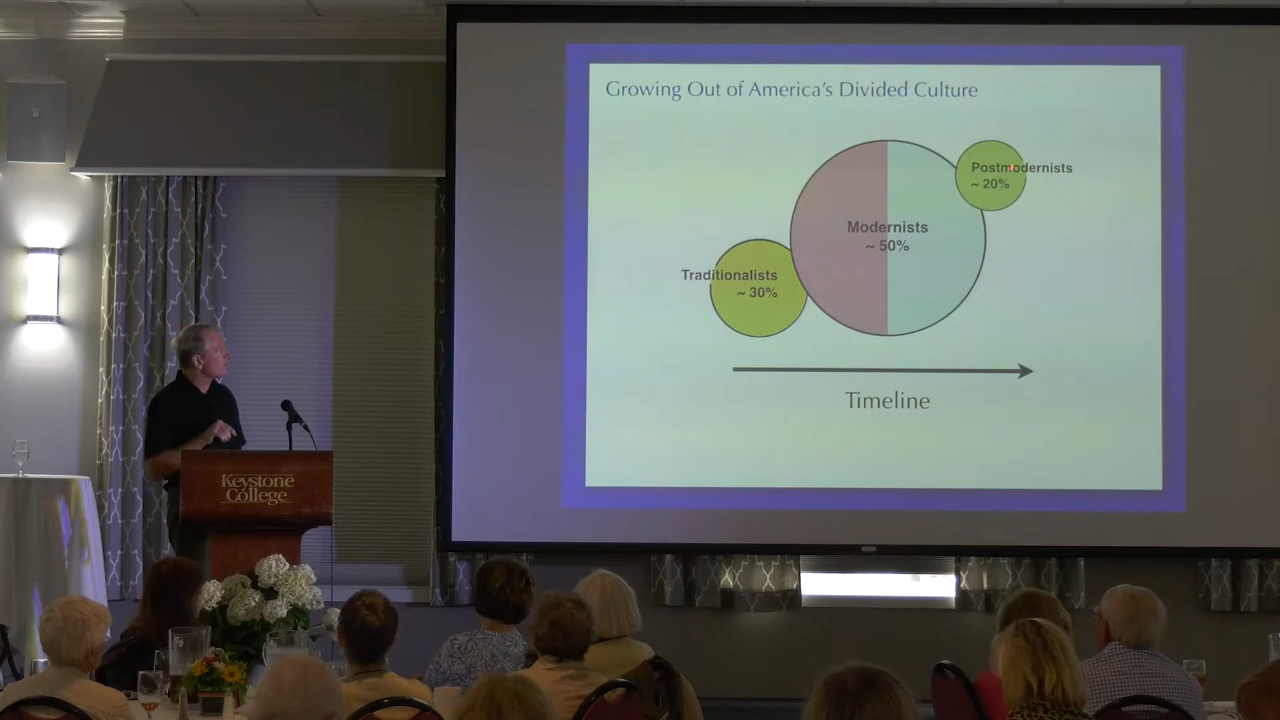 Growing Out of America's Divided Culture
Postmodernists
~ 20%
Modernists
~ 50%
Traditionalists
~ 30%
Timeline
Keystone
College